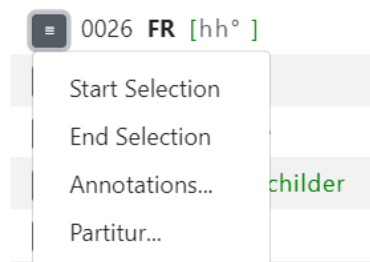 ≡ 0026 FR [hh° ]
Start Selection
End Selection
Annotations... childer
Partitur...